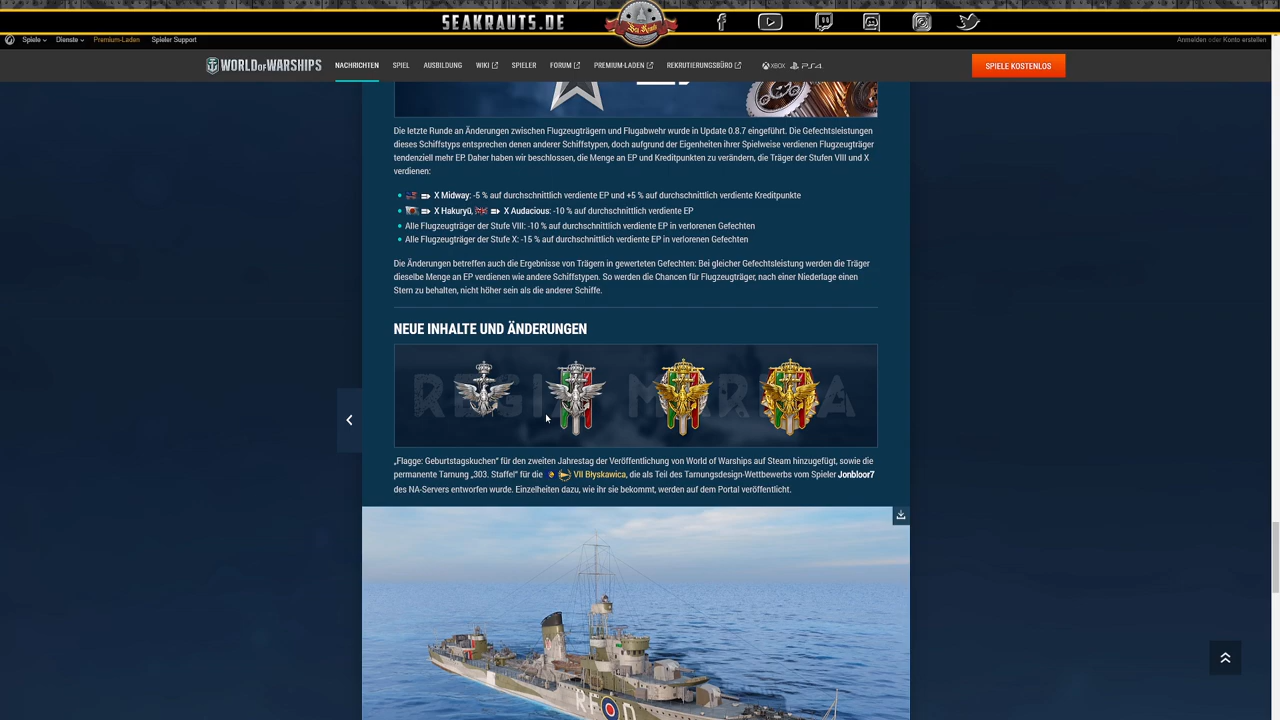 SEAKRAUTS.DE
Spiele Dienste Premium-Laden Spieler Support
Anmelden oder Konto erstellen
WORLD OF WARSHIPS NACHRICHTEN SPIEL AUSBILDUNG WIKI SPIELER FORUM PREMIUM-LADEN REKRUTIERUNGSBÜRO XBOX PS4 SPIELE KOSTENLOS
Die letzte Runde an Änderungen zwischen Flugzeugträgern und Flugabwehr wurde in Update 0.8.7 eingeführt. Die Gefechtsleistungen
dieses Schiffstyps entsprechen denen anderer Schiffstypen, doch aufgrund der Eigenheiten ihrer Spielweise verdienen Flugzeugträger
tendenziell mehr EP. Daher haben wir beschlossen, die Menge an EP und Kreditpunkten zu verändern, die Träger der Stufen VIII und X
verdienen:
X Midway: -5 % auf durchschnittlich verdiente EP und +5 % auf durchschnittlich verdiente Kreditpunkte
X Hakuryū, X Audacious: -10 % auf durchschnittlich verdiente EP
Alle Flugzeugträger der Stufe VIII: -10 % auf durchschnittlich verdiente EP in verlorenen Gefechten
Alle Flugzeugträger der Stufe X: -15 % auf durchschnittlich verdiente EP in verlorenen Gefechten
Die Änderungen betreffen auch die Ergebnisse von Trägern in gewerteten Gefechten: Bei gleicher Gefechtsleistung werden die Träger
dieselbe Menge an EP verdienen wie andere Schiffstypen. So werden die Chancen für Flugzeugträger, nach einer Niederlage einen
Stern zu behalten, nicht höher sein als die anderer Schiffe.
NEUE INHALTE UND ÄNDERUNGEN
REGIA MARINA
„Flagge: Geburtstagskuchen“ für den zweiten Jahrestag der Veröffentlichung von World of Warships auf Steam hinzugefügt, sowie die
permanente Tarnung „303. Staffel“ für die VII Błyskawica, die als Teil des Tarnungsdesign-Wettbewerbs vom Spieler Jonbloor7
des NA-Servers entworfen wurde. Einzelheiten dazu, wie ihr sie bekommt, werden auf dem Portal veröffentlicht.